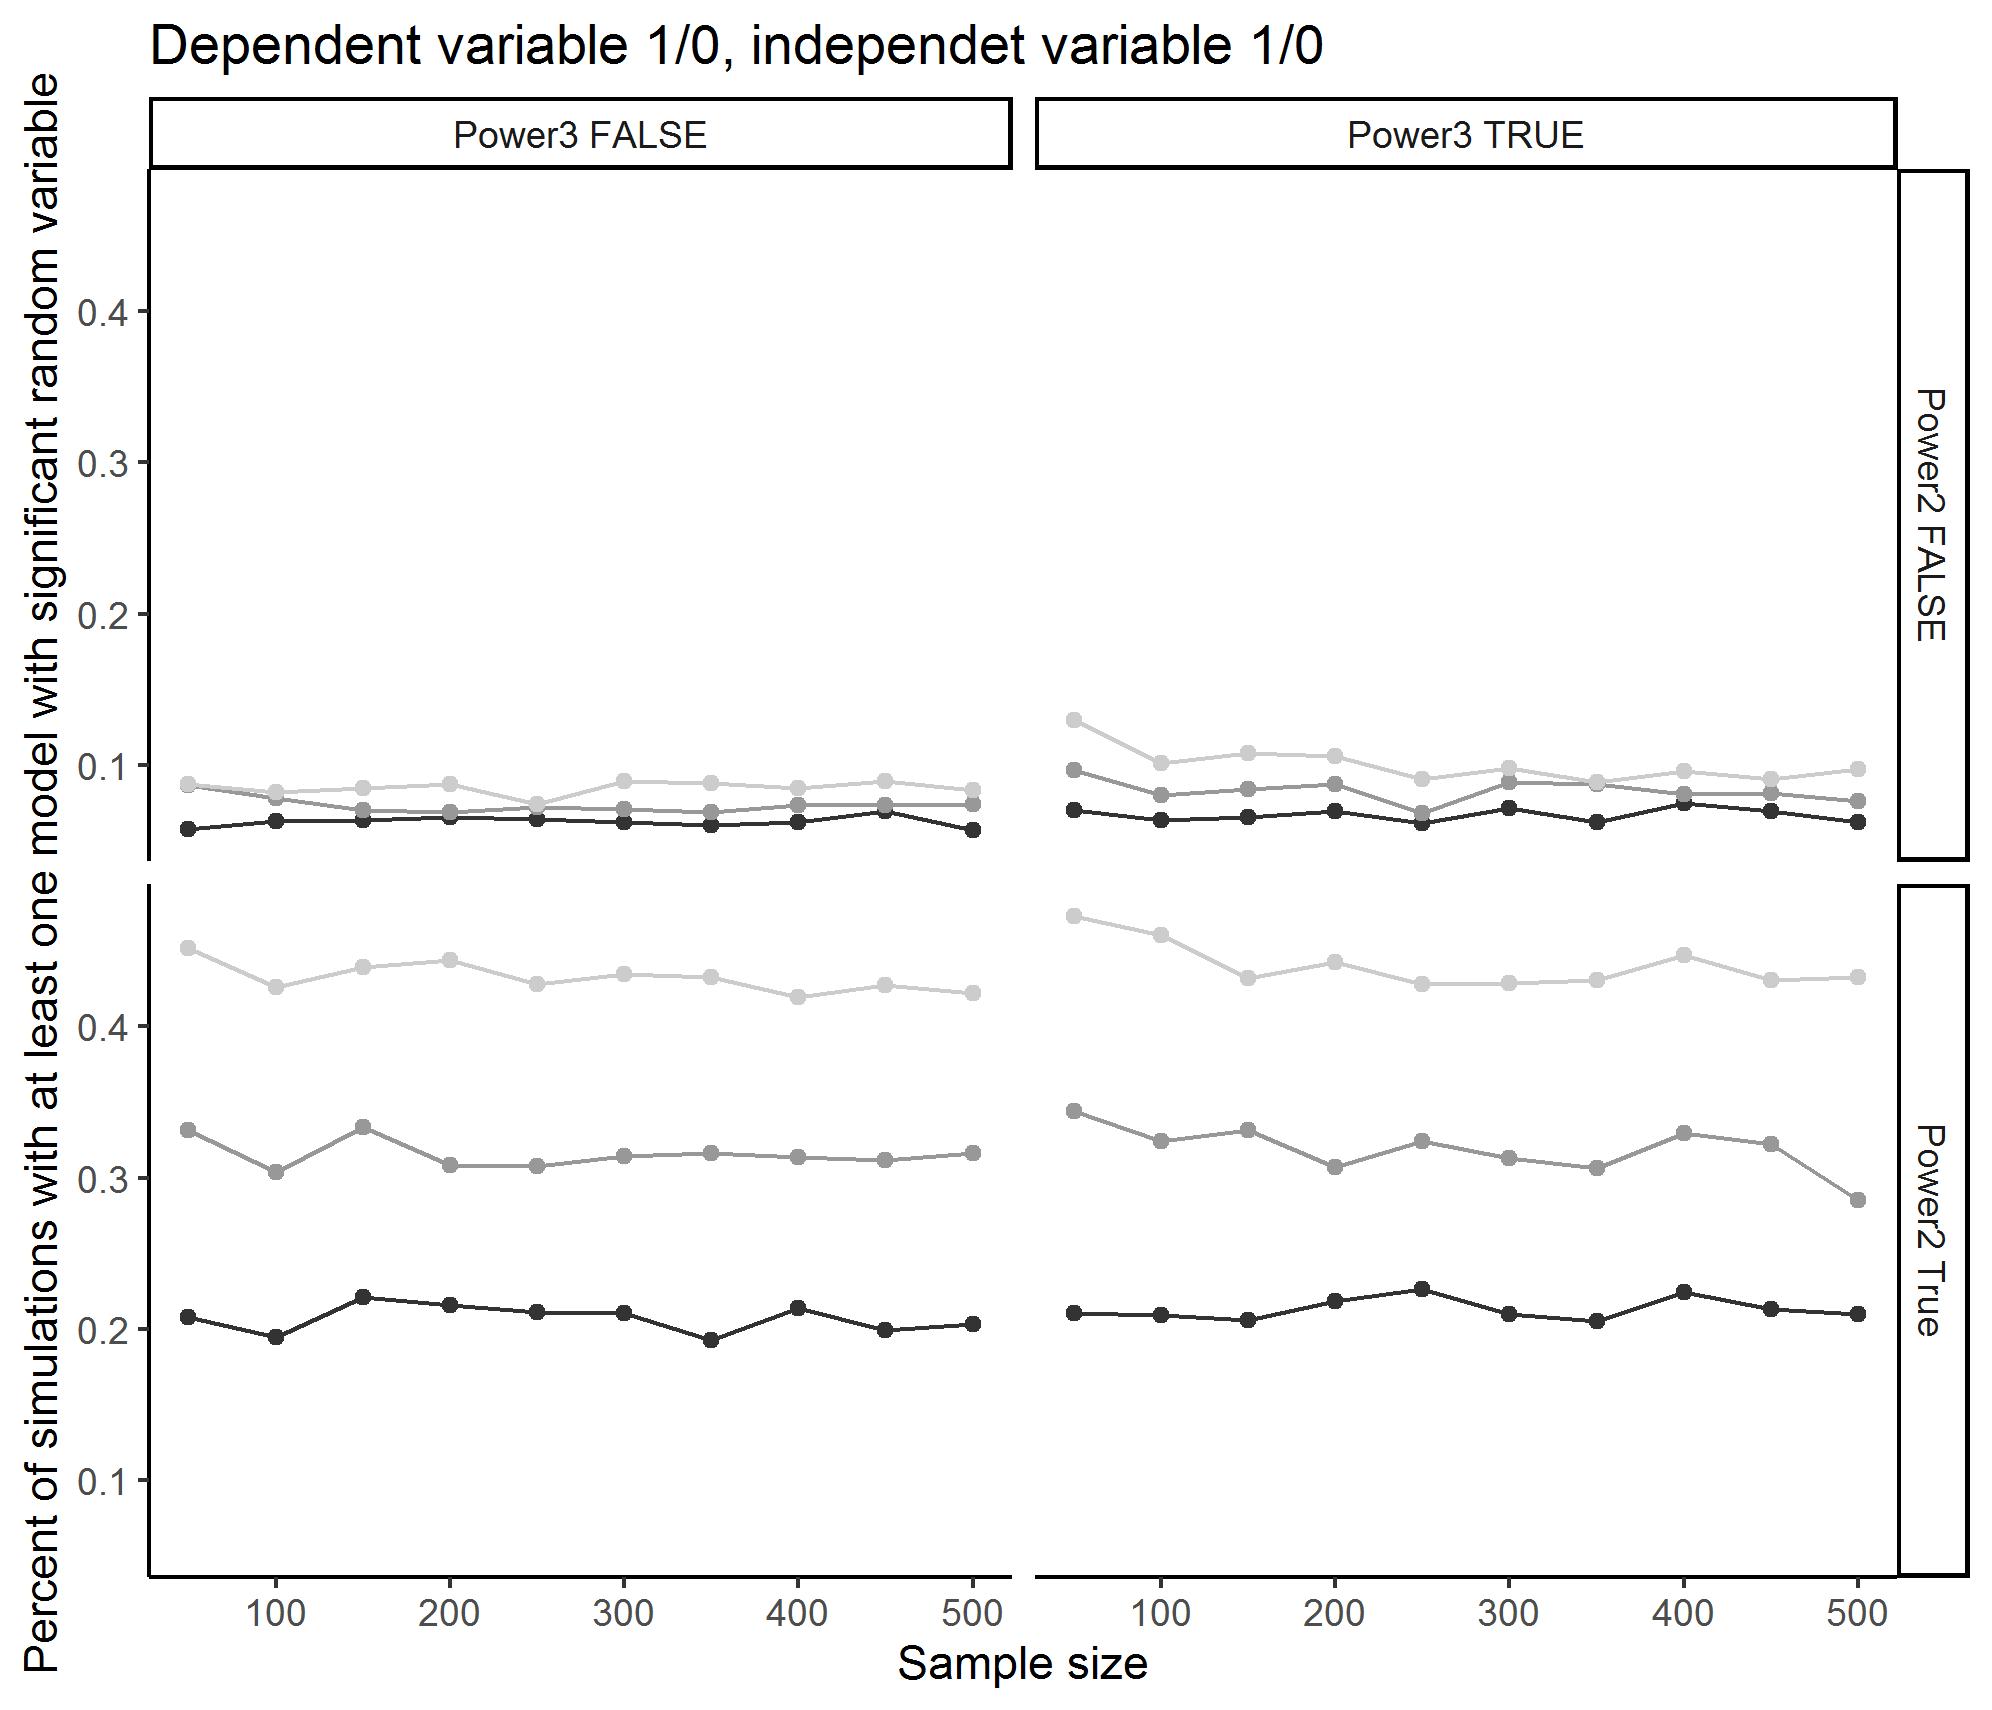 Dependent variable 1/0, independet variable 1/0
Power3 FALSE
Power3 TRUE
Percent of simulations with at least one model with significant random variable
0.4
0.3
0.2
0.1
Power2 FALSE
0.4
0.3
0.2
0.1
Power2 True
100 200 300 400 500
100 200 300 400 500
Sample size